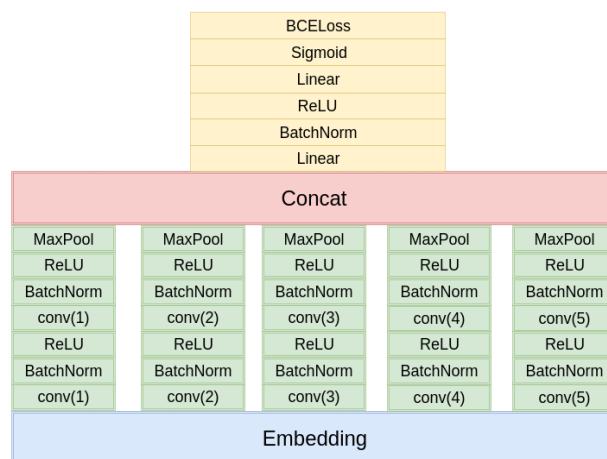 BCELoss
Sigmoid
Linear
ReLU
BatchNorm
Linear
Concat
MaxPool MaxPool MaxPool MaxPool MaxPool
ReLU ReLU ReLU ReLU ReLU
BatchNorm BatchNorm BatchNorm BatchNorm BatchNorm
conv(1) conv(2) conv(3) conv(4) conv(5)
ReLU ReLU ReLU ReLU ReLU
BatchNorm BatchNorm BatchNorm BatchNorm BatchNorm
conv(1) conv(2) conv(3) conv(4) conv(5)
Embedding